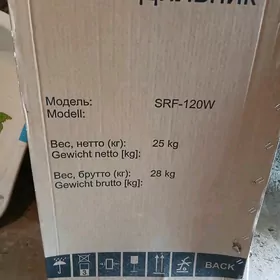 Модель: SRF-120W
Modell:
Вес, нетто (кг): 25 kg
Gewicht netto [kg]:
Вес, брутто (кг): 28 kg
Gewicht brutto [kg]:
3
BACK